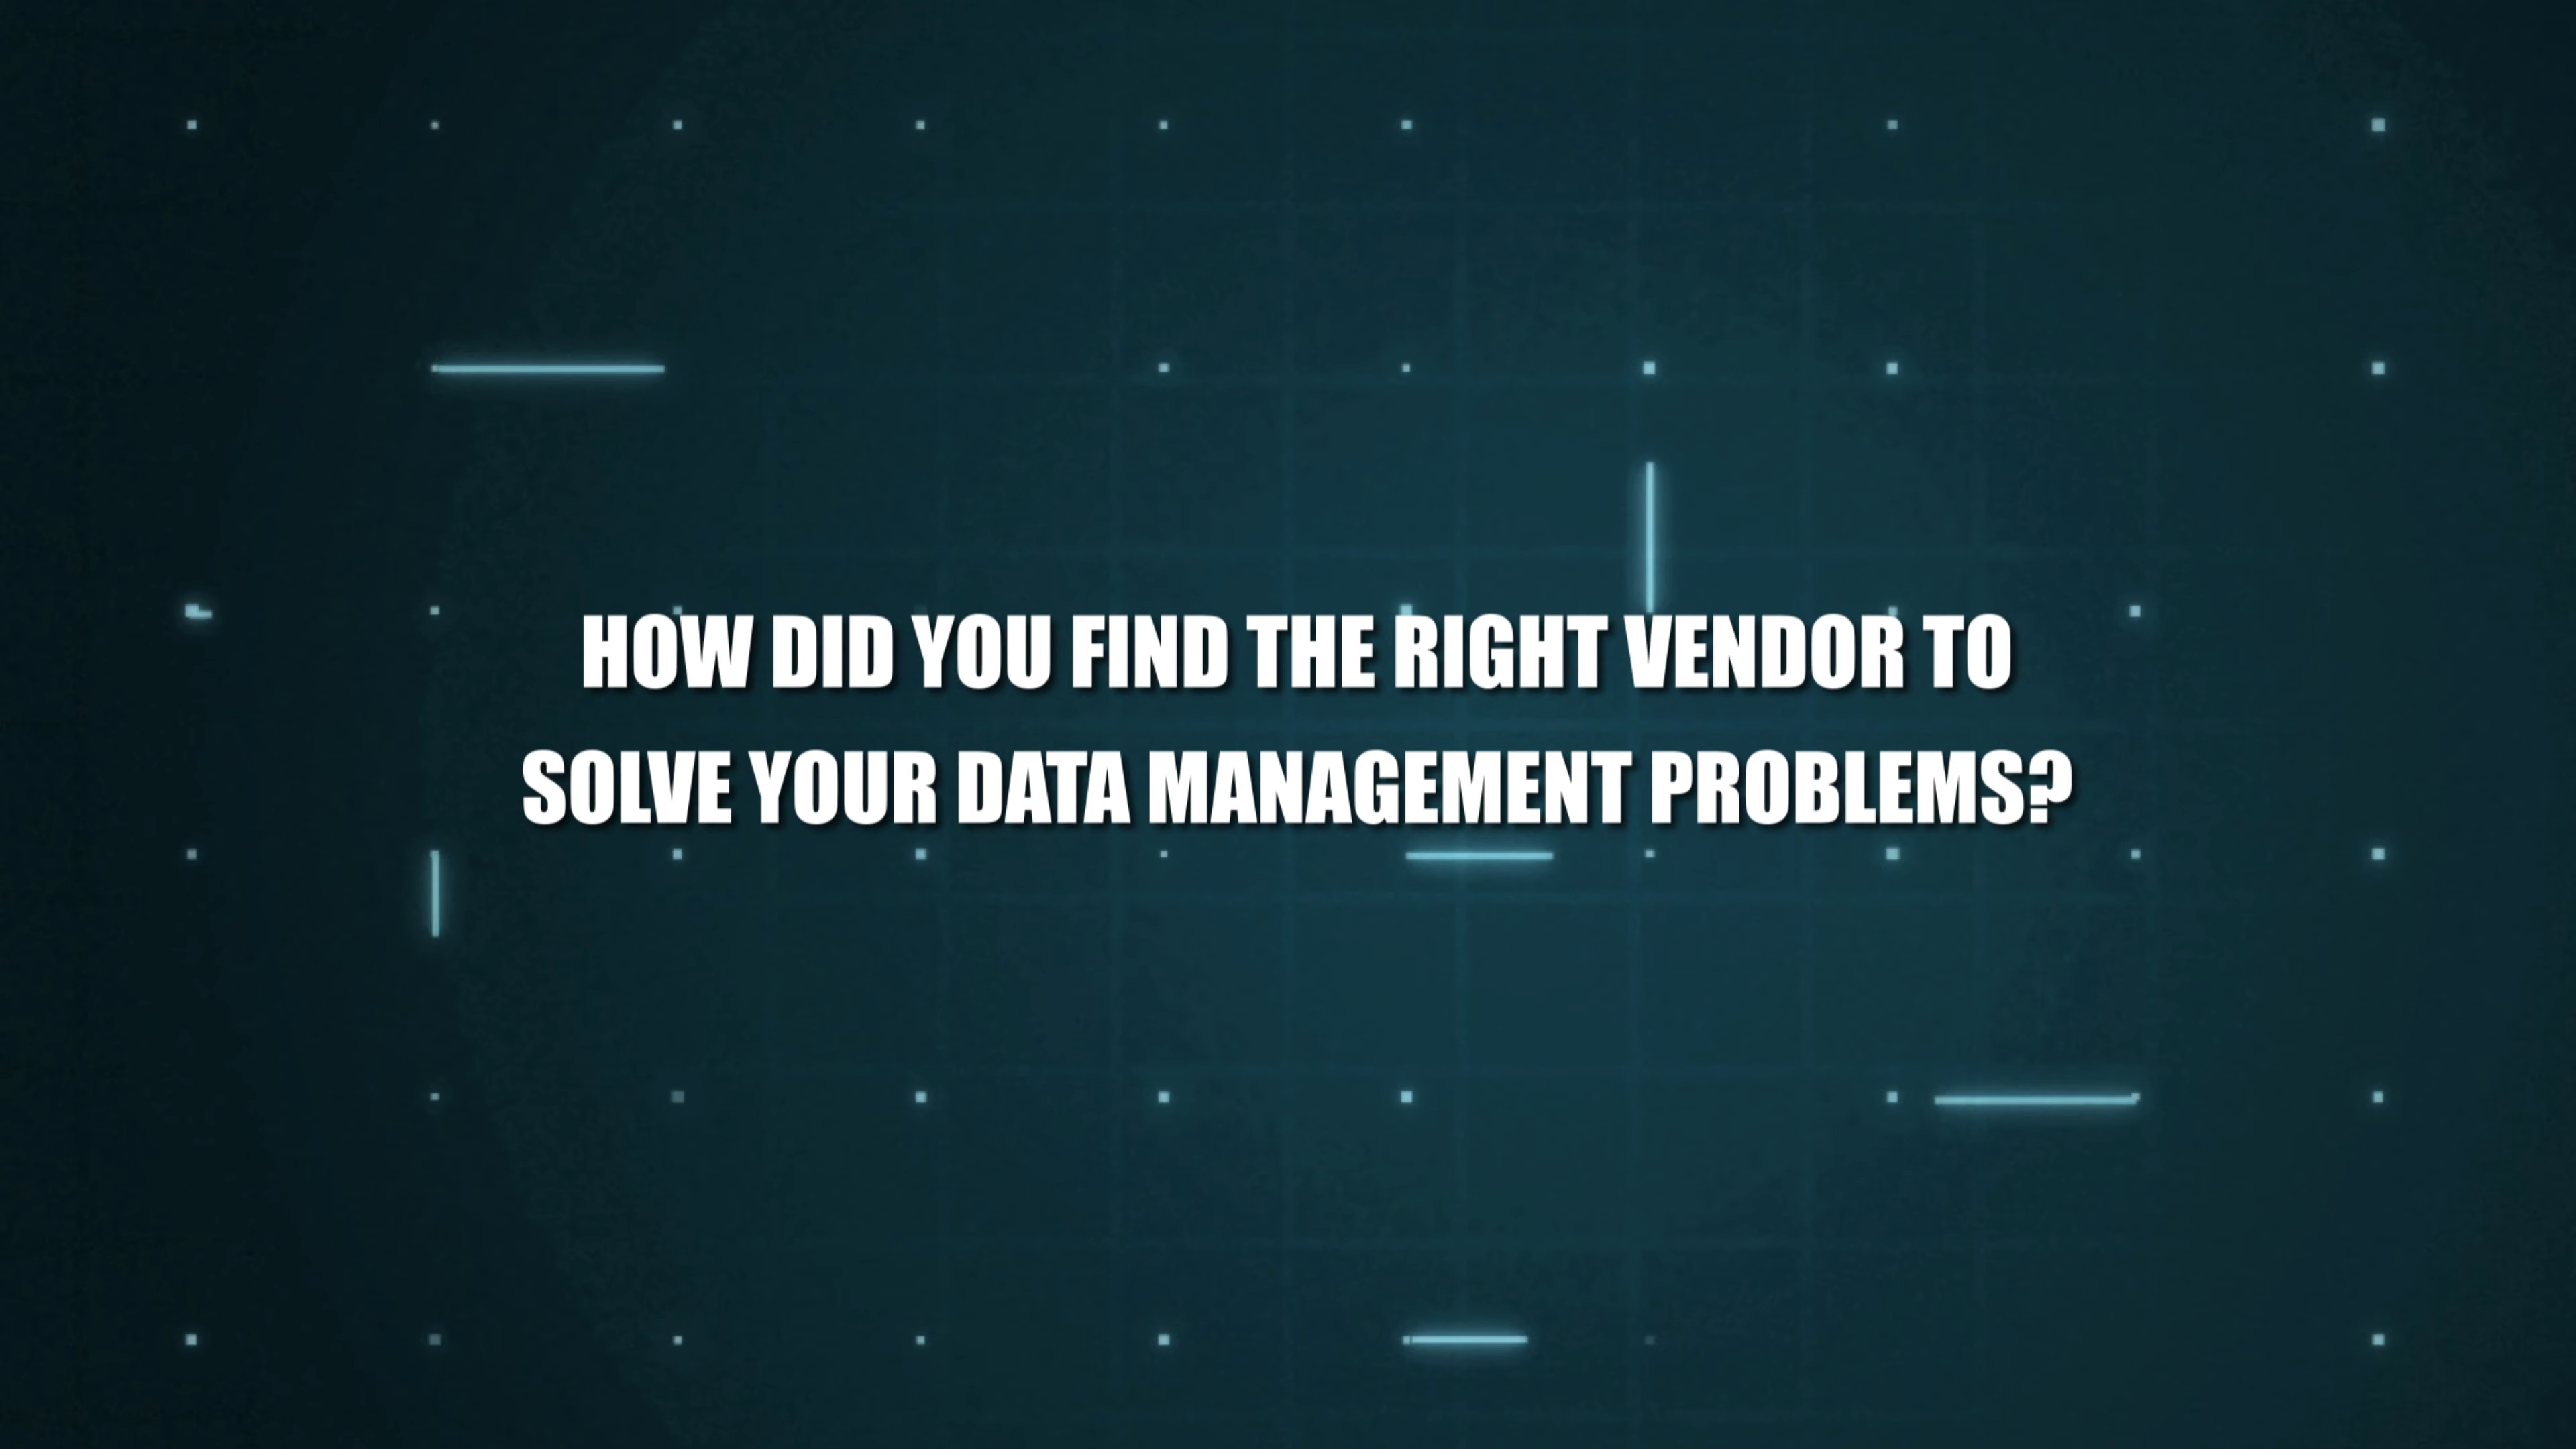 HOW DID YOU FIND THE RIGHT VENDOR TO
SOLVE YOUR DATA MANAGEMENT PROBLEMS?